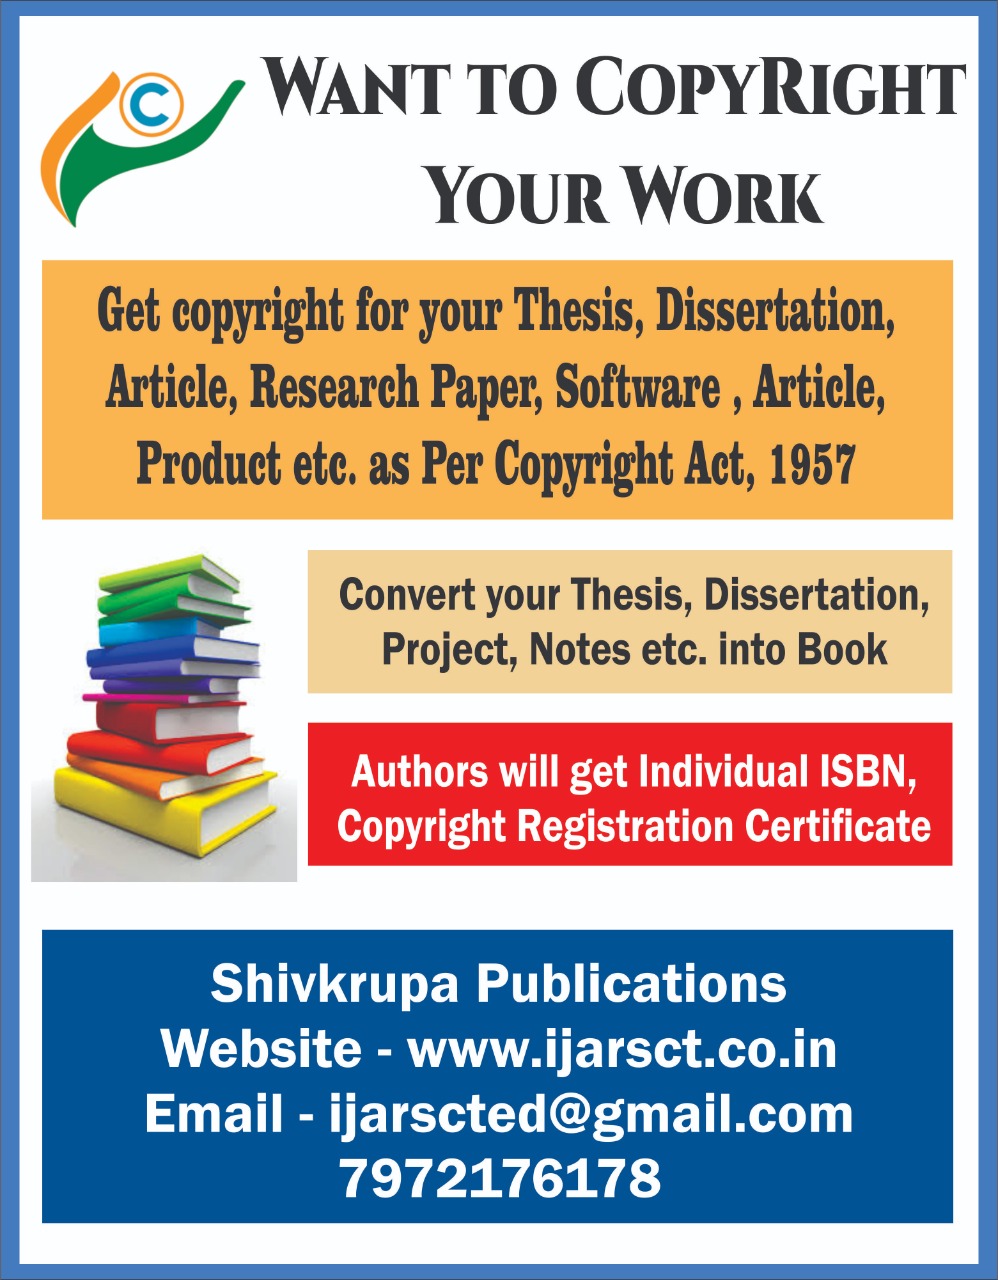 C
WANT TO COPYRIGHT
YOUR WORK
Get copyright for your Thesis, Dissertation,
Article, Research Paper, Software , Article,
Product etc. as Per Copyright Act, 1957
Convert your Thesis, Dissertation,
Project, Notes etc. into Book
Authors will get Individual ISBN,
Copyright Registration Certificate
Shivkrupa Publications
Website - www.ijarsct.co.in
Email - ijarscted@gmail.com
7972176178